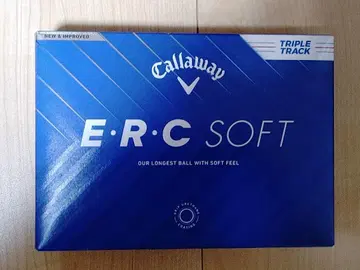 NEW & IMPROVED
TRIPLE
TRACK
Callaway
E·R·C SOFT
OUR LONGEST BALL WITH SOFT FEEL